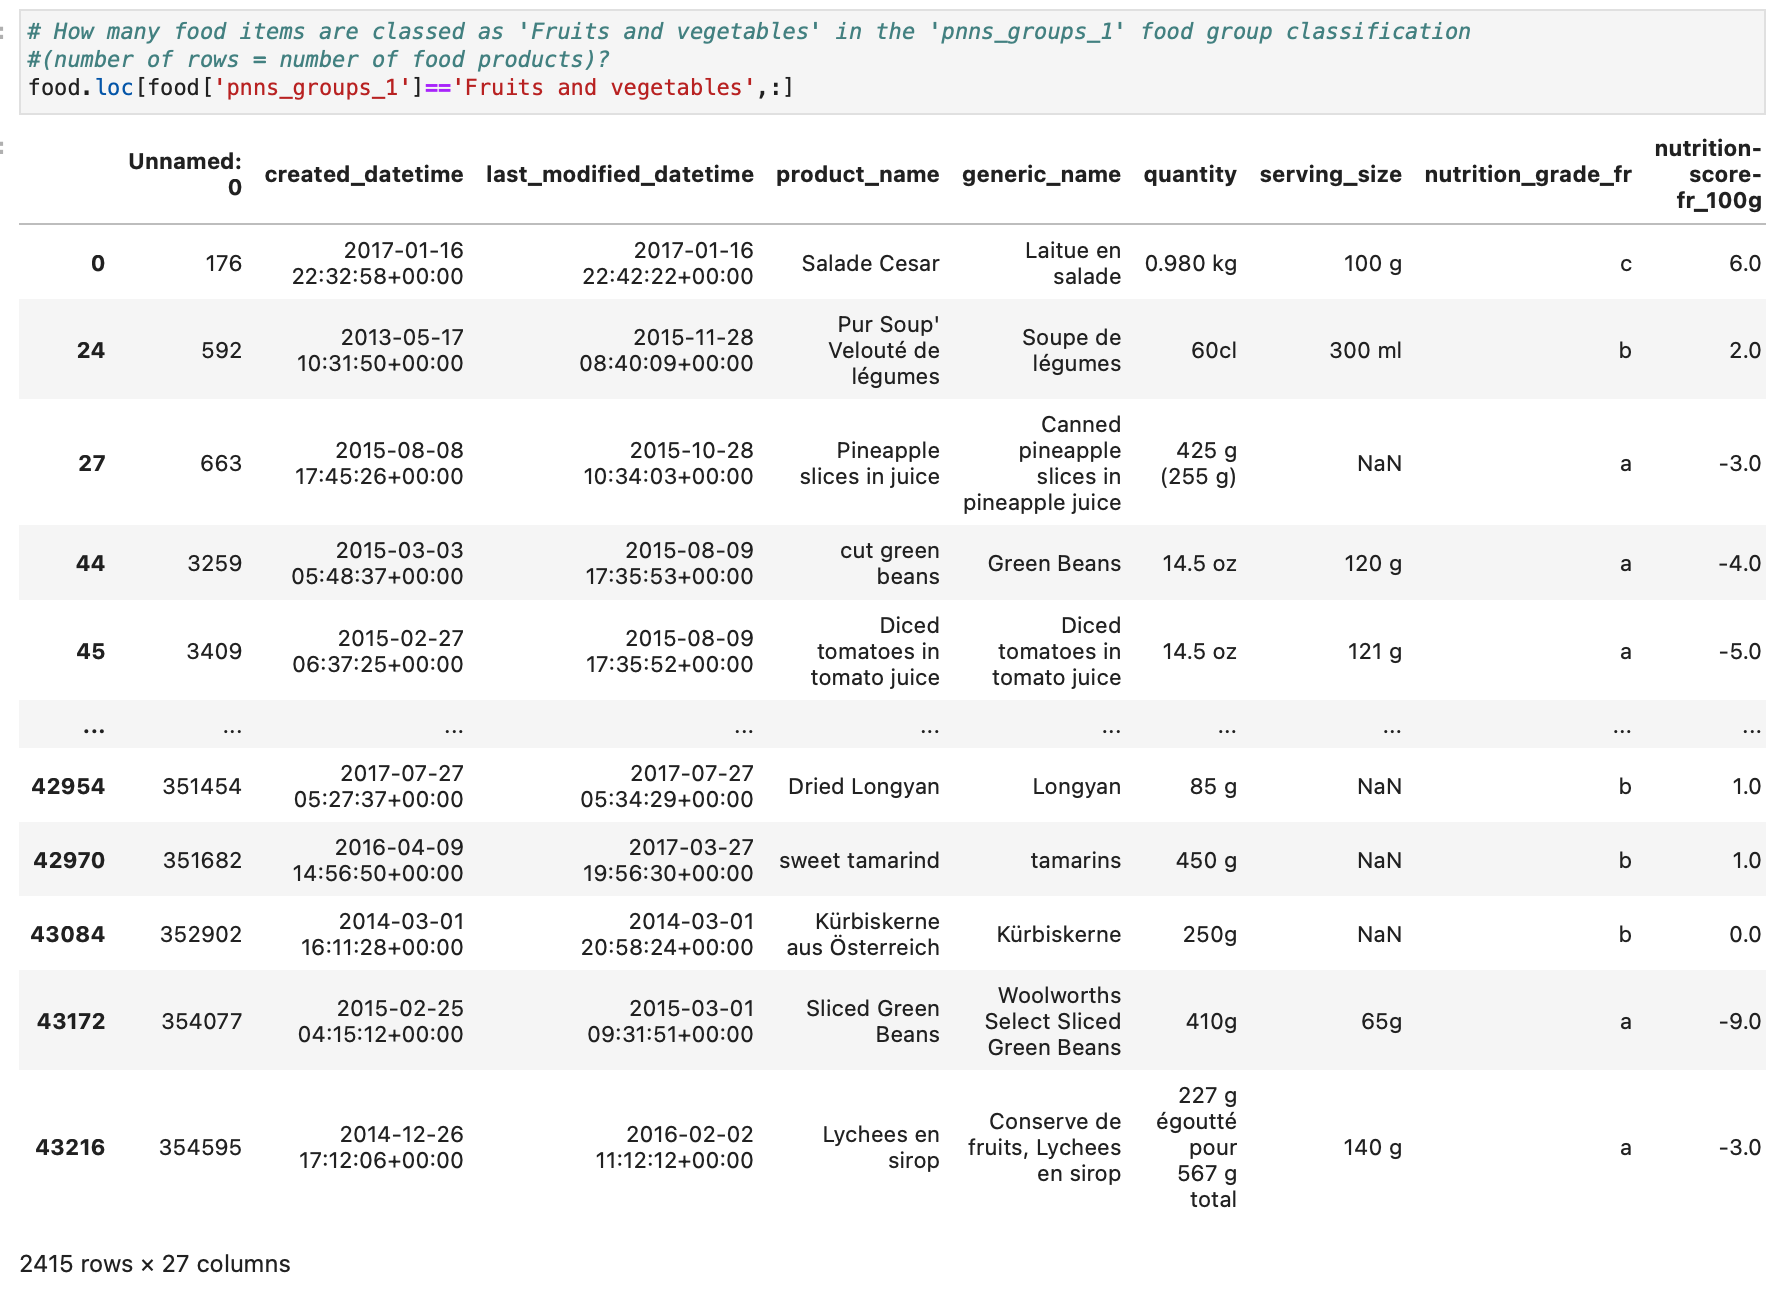 # How many food items are classed as 'Fruits and vegetables' in the 'pnns_groups_1' food group classification
#(number of rows = number of food products)?
food.loc[food['pnns_groups_1']=='Fruits and vegetables',:]
Unnamed: 0 created_datetime last_modified_datetime product_name generic_name quantity serving_size nutrition_grade_fr nutrition-score-fr_100g
0 176 2017-01-16 22:32:58+00:00 2017-01-16 22:42:22+00:00 Salade Cesar Laitue en salade 0.980 kg 100 g c 6.0
24 592 2013-05-17 10:31:50+00:00 2015-11-28 08:40:09+00:00 Pur Soup' Velouté de légumes Soupe de légumes 60cl 300 ml b 2.0
27 663 2015-08-08 17:45:26+00:00 2015-10-28 10:34:03+00:00 Pineapple slices in juice Canned pineapple slices in pineapple juice 425 g (255 g) NaN a -3.0
44 3259 2015-03-03 05:48:37+00:00 2015-08-09 17:35:53+00:00 cut green beans Green Beans 14.5 oz 120 g a -4.0
45 3409 2015-02-27 06:37:25+00:00 2015-08-09 17:35:52+00:00 Diced tomatoes in tomato juice Diced tomatoes in tomato juice 14.5 oz 121 g a -5.0
... ... ... ... ... ... ... ... ... ...
42954 351454 2017-07-27 05:27:37+00:00 2017-07-27 05:34:29+00:00 Dried Longyan Longyan 85 g NaN b 1.0
42970 351682 2016-04-09 14:56:50+00:00 2017-03-27 19:56:30+00:00 sweet tamarind tamarins 450 g NaN b 1.0
43084 352902 2014-03-01 16:11:28+00:00 2014-03-01 20:58:24+00:00 Kürbiskerne aus Österreich Kürbiskerne 250g NaN b 0.0
43172 354077 2015-02-25 04:15:12+00:00 2015-03-01 09:31:51+00:00 Sliced Green Beans Woolworths Select Sliced Green Beans 410g 65g a -9.0
43216 354595 2014-12-26 17:12:06+00:00 2016-02-02 11:12:12+00:00 Lychees en sirop Conserve de fruits, Lychees en sirop 227 g égoutté pour 567 g total 140 g a -3.0
2415 rows × 27 columns